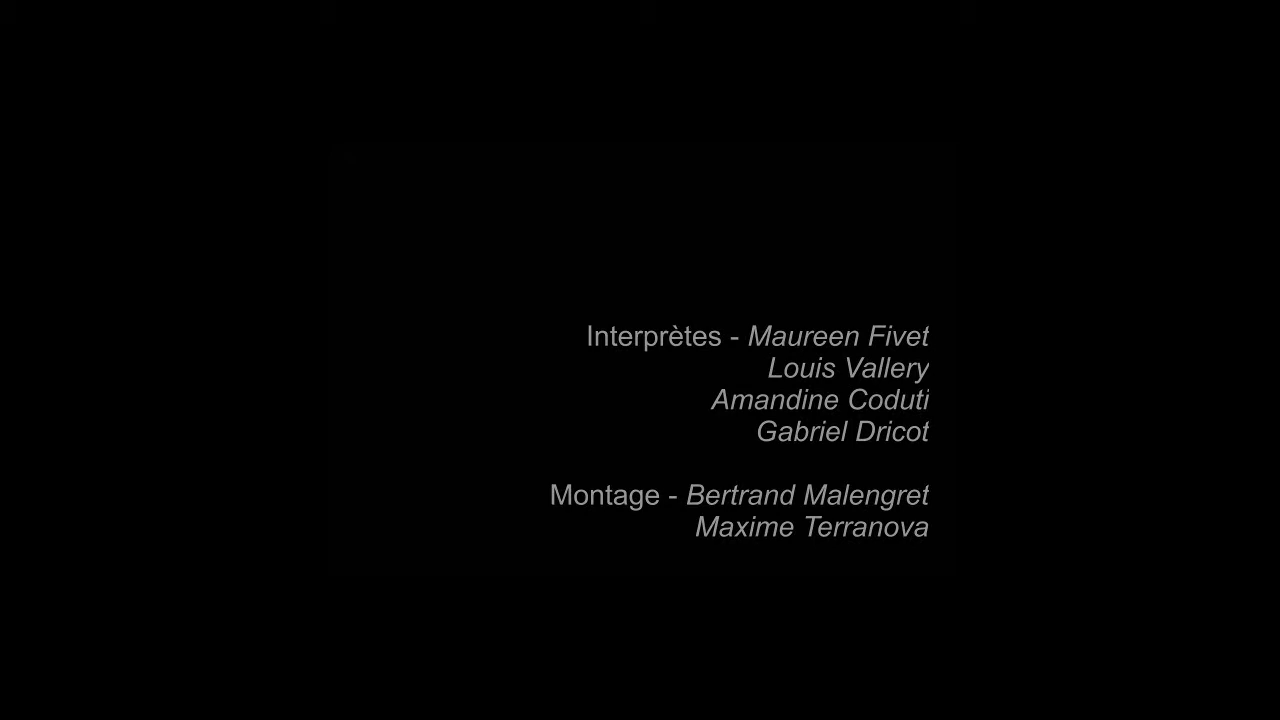 Interprètes - Maureen Fivet
Louis Vallery
Amandine Coduti
Gabriel Dricot
Montage - Bertrand Malengret
Maxime Terranova